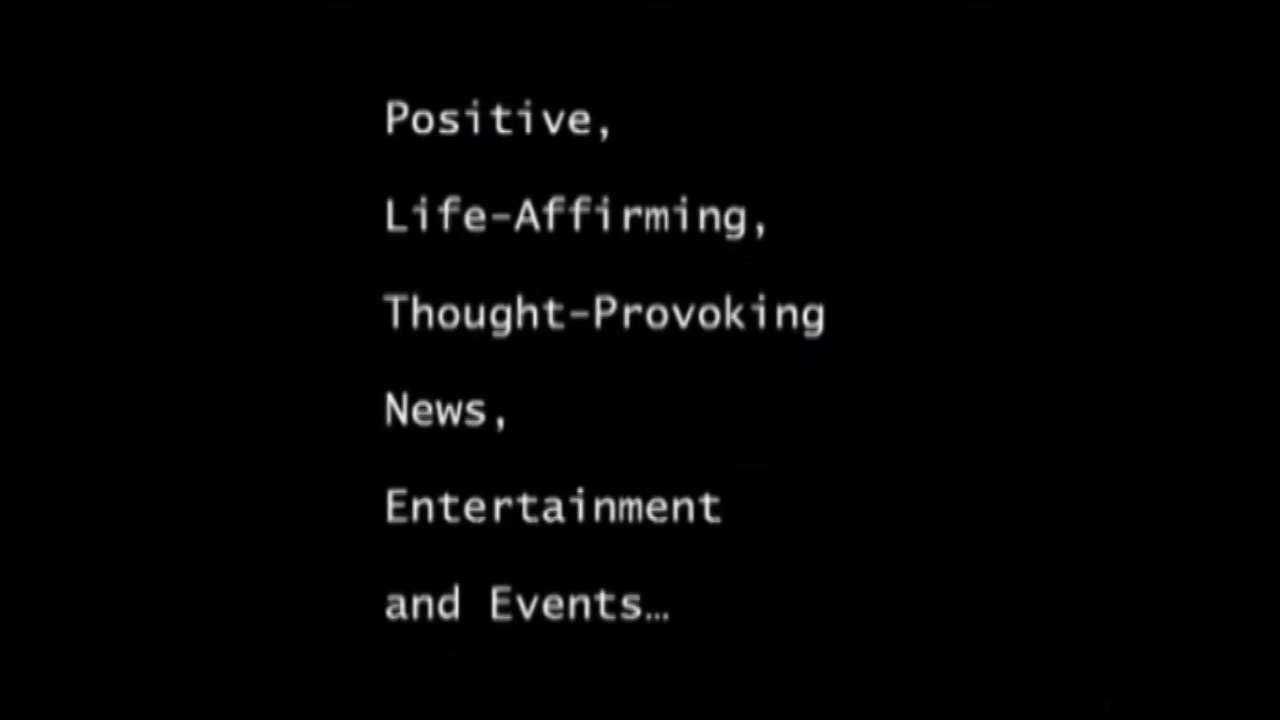 Positive,
Life-Affirming,
Thought-Provoking
News,
Entertainment
and Events…